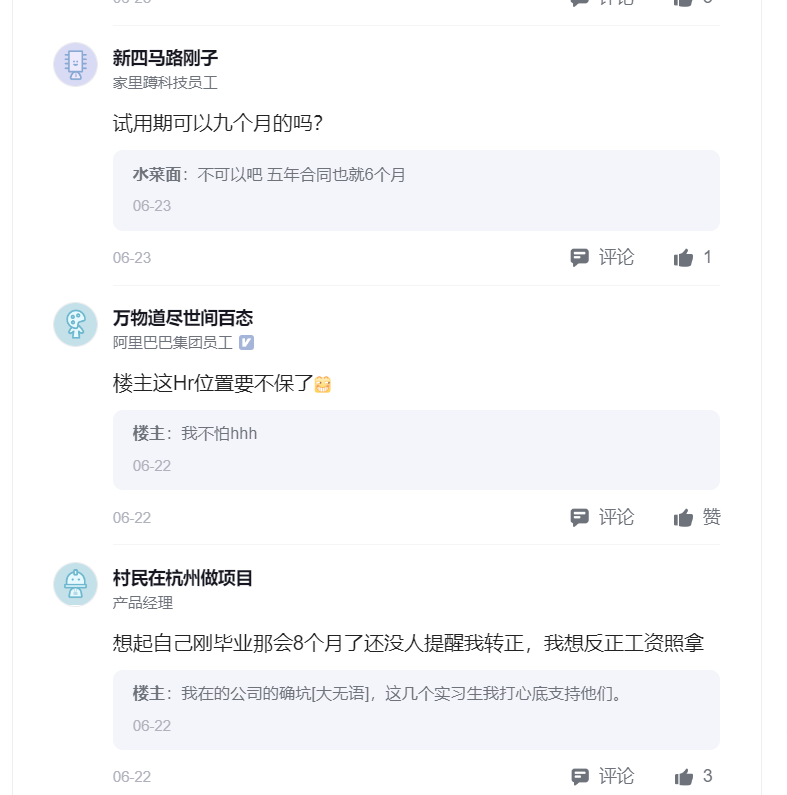 评论
新四马路刚子
家里蹲科技员工
试用期可以九个月的吗？
水菜面：不可以吧 五年合同也就6个月
06-23
06-23 评论 1
万物道尽世间百态
阿里巴巴集团员工
楼主这Hr位置要不保了
楼主：我不怕hhh
06-22
06-22 评论 赞
村民在杭州做项目
产品经理
想起自己刚毕业那会8个月了还没人提醒我转正，我想反正工资照拿
楼主：我在的公司的确坑[大无语]，这几个实习生我打心底支持他们。
06-22
06-22 评论 3